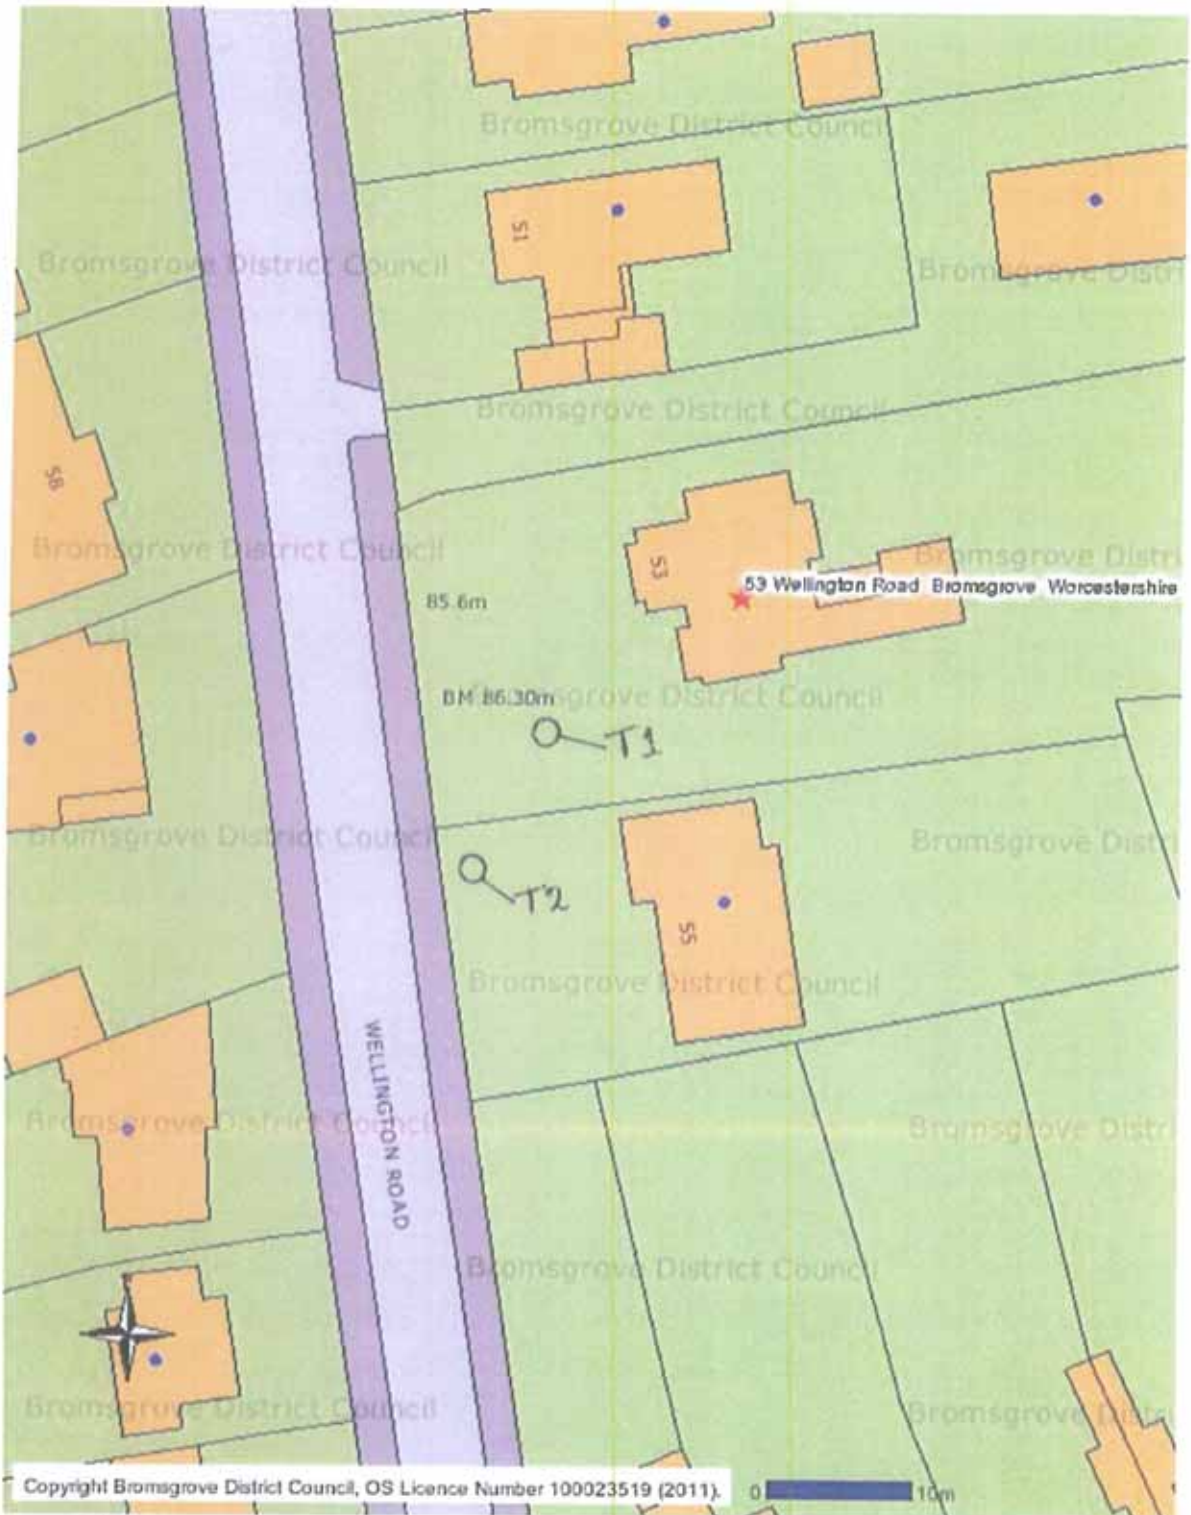 Bromsgrove District Council
51
Bromsgrove District Council
Bromsgrove Distri
Bromsgrove District Council
58
Bromsgrove District Council
53
Bromsgrove Distri
53 Wellington Road Bromsgrove Worcestershire
85.6m
BM 86.30m
Bromsgrove District Council
T1
Bromsgrove District Council
Bromsgrove Distri
T2
55
Bromsgrove District Council
WELLINGTON ROAD
Bromsgrove District Council
Bromsgrove Distri
Bromsgrove District Council
Bromsgrove District Council
Bromsgrove Distri
Copyright Bromsgrove District Council, OS Licence Number 100023519 (2011).
0 10m